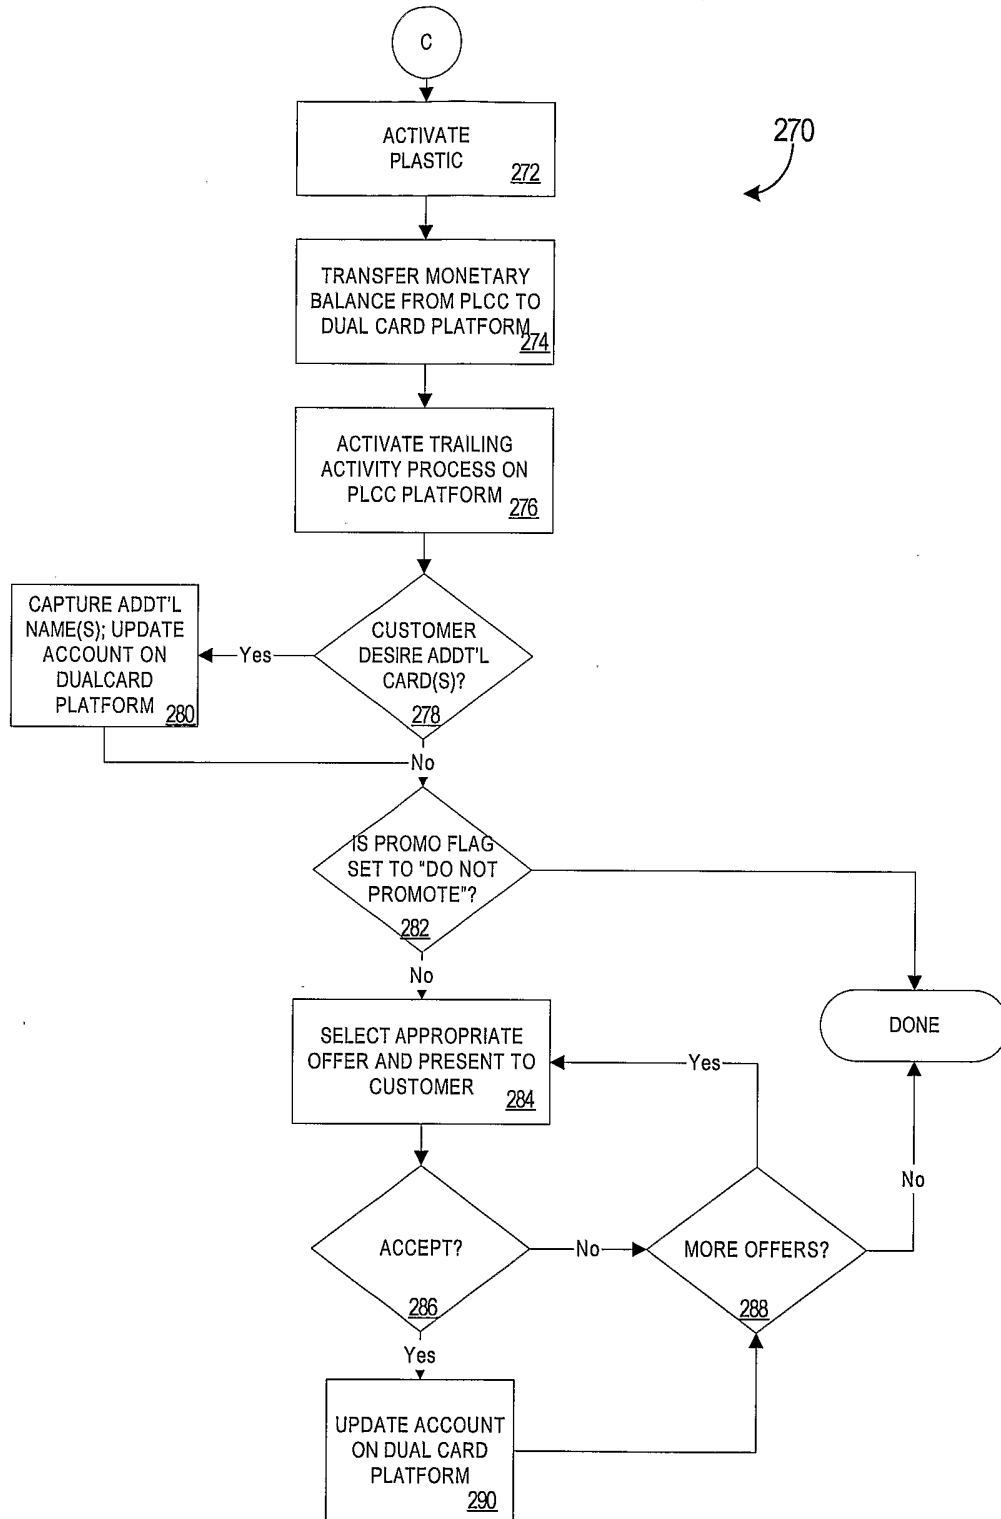 C
ACTIVATE
PLASTIC
272
270
TRANSFER MONETARY
BALANCE FROM PLCC TO
DUAL CARD PLATFORM
274
ACTIVATE TRAILING
ACTIVITY PROCESS ON
PLCC PLATFORM
276
CAPTURE ADDT'L
NAME(S); UPDATE
ACCOUNT ON
DUALCARD
PLATFORM
280
Yes
CUSTOMER
DESIRE ADDT'L
CARD(S)?
278
No
IS PROMO FLAG
SET TO "DO NOT
PROMOTE"?
282
No
SELECT APPROPRIATE
OFFER AND PRESENT TO
CUSTOMER
284
Yes
DONE
ACCEPT?
286
No
MORE OFFERS?
288
No
Yes
UPDATE ACCOUNT
ON DUAL CARD
PLATFORM
290